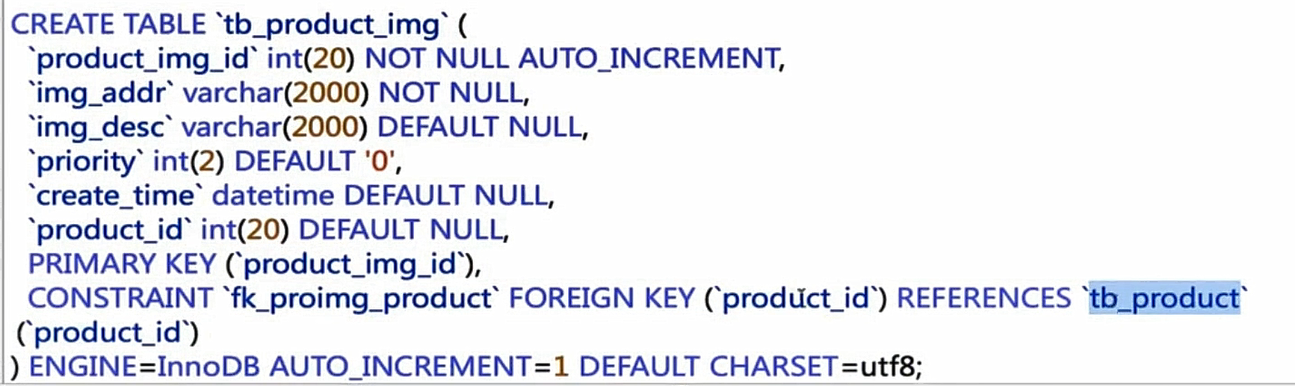 CREATE TABLE `tb_product_img` (
`product_img_id` int(20) NOT NULL AUTO_INCREMENT,
`img_addr` varchar(2000) NOT NULL,
`img_desc` varchar(2000) DEFAULT NULL,
`priority` int(2) DEFAULT '0',
`create_time` datetime DEFAULT NULL,
`product_id` int(20) DEFAULT NULL,
PRIMARY KEY (`product_img_id`),
CONSTRAINT `fk_proimg_product` FOREIGN KEY (`product_id`) REFERENCES `tb_product`
(`product_id`)
) ENGINE=InnoDB AUTO_INCREMENT=1 DEFAULT CHARSET=utf8;